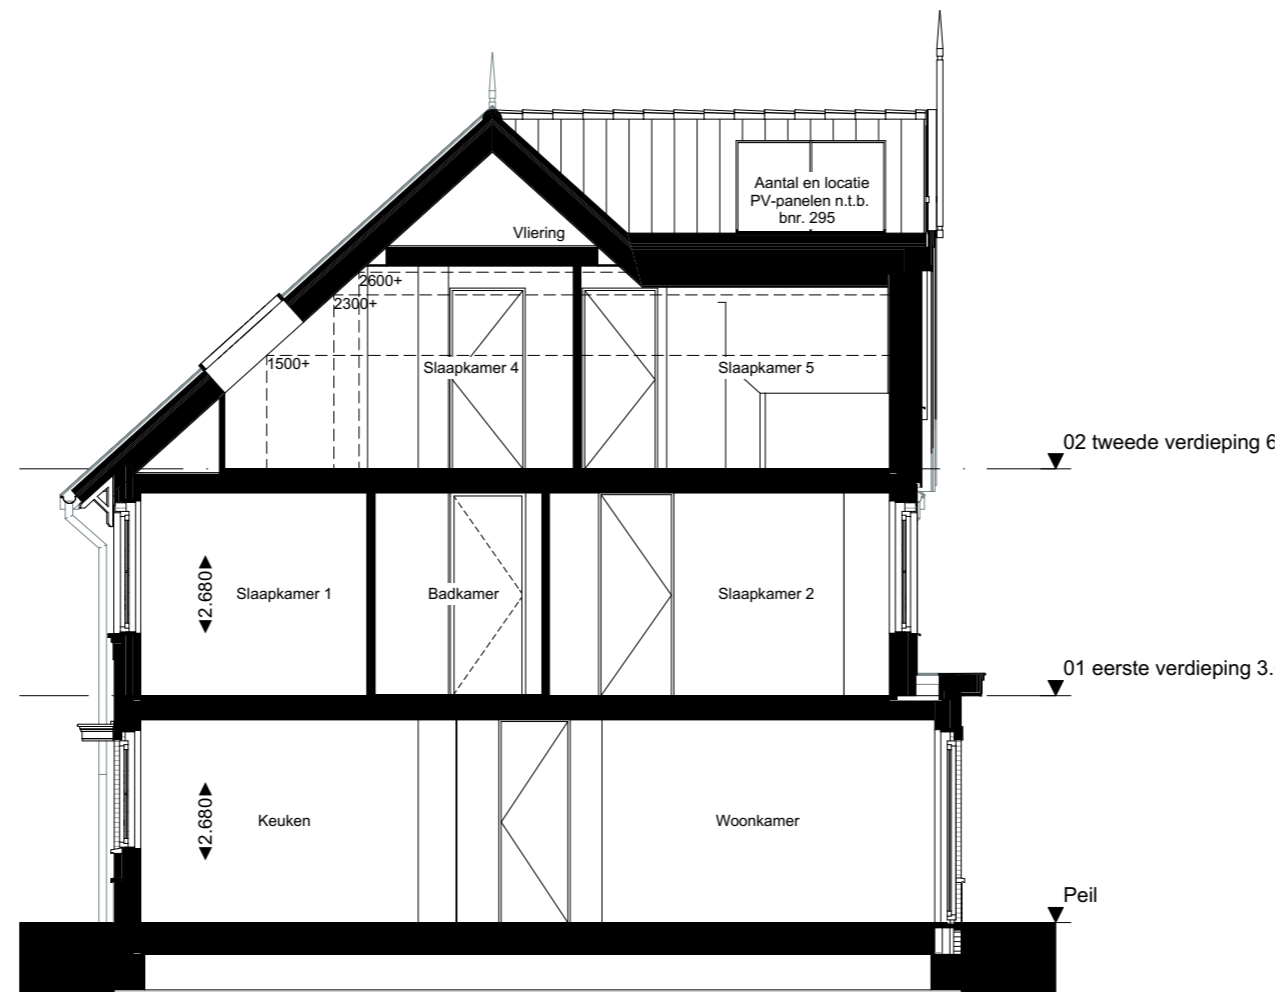 Aantal en locatie
PV-panelen n.t.b.
bnr. 295
Vliering
2600+
2300+
1500+
Slaapkamer 4
Slaapkamer 5
02 tweede verdieping 6
2.680
Slaapkamer 1
Badkamer
Slaapkamer 2
01 eerste verdieping 3.
2.680
Keuken
Woonkamer
Peil